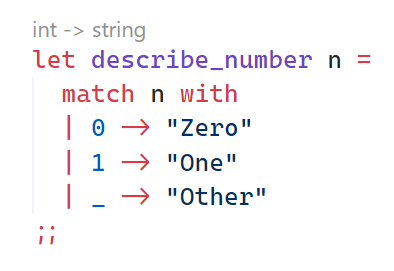 int -> string
let describe_number n =
  match n with
  | 0 -> "Zero"
  | 1 -> "One"
  | _ -> "Other"
;;